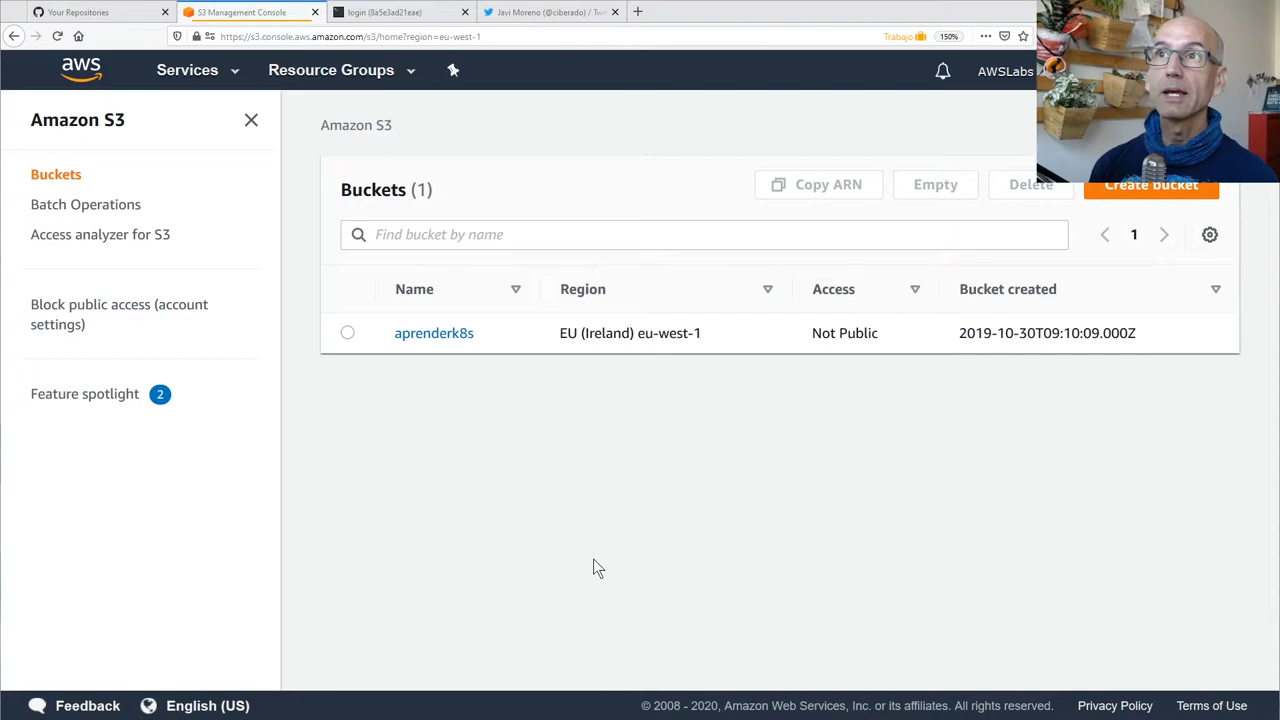 Your Repositories
S3 Management Console
login (8a5e3ad21eae)
Javi Moreno (@ciberado) / Twi
https://s3.console.aws.amazon.com/s3/home?region=eu-west-1
Trabajo
150%
aws
Services
Resource Groups
AWSLabs
Amazon S3
Buckets
Batch Operations
Access analyzer for S3
Block public access (account
settings)
Feature spotlight 2
Amazon S3
Buckets (1)
Copy ARN
Empty
Delete
Create bucket
Find bucket by name
1
Name
Region
Access
Bucket created
aprenderk8s
EU (Ireland) eu-west-1
Not Public
2019-10-30T09:10:09.000Z
Feedback
English (US)
© 2008 - 2020, Amazon Web Services, Inc. or its affiliates. All rights reserved.
Privacy Policy
Terms of Use